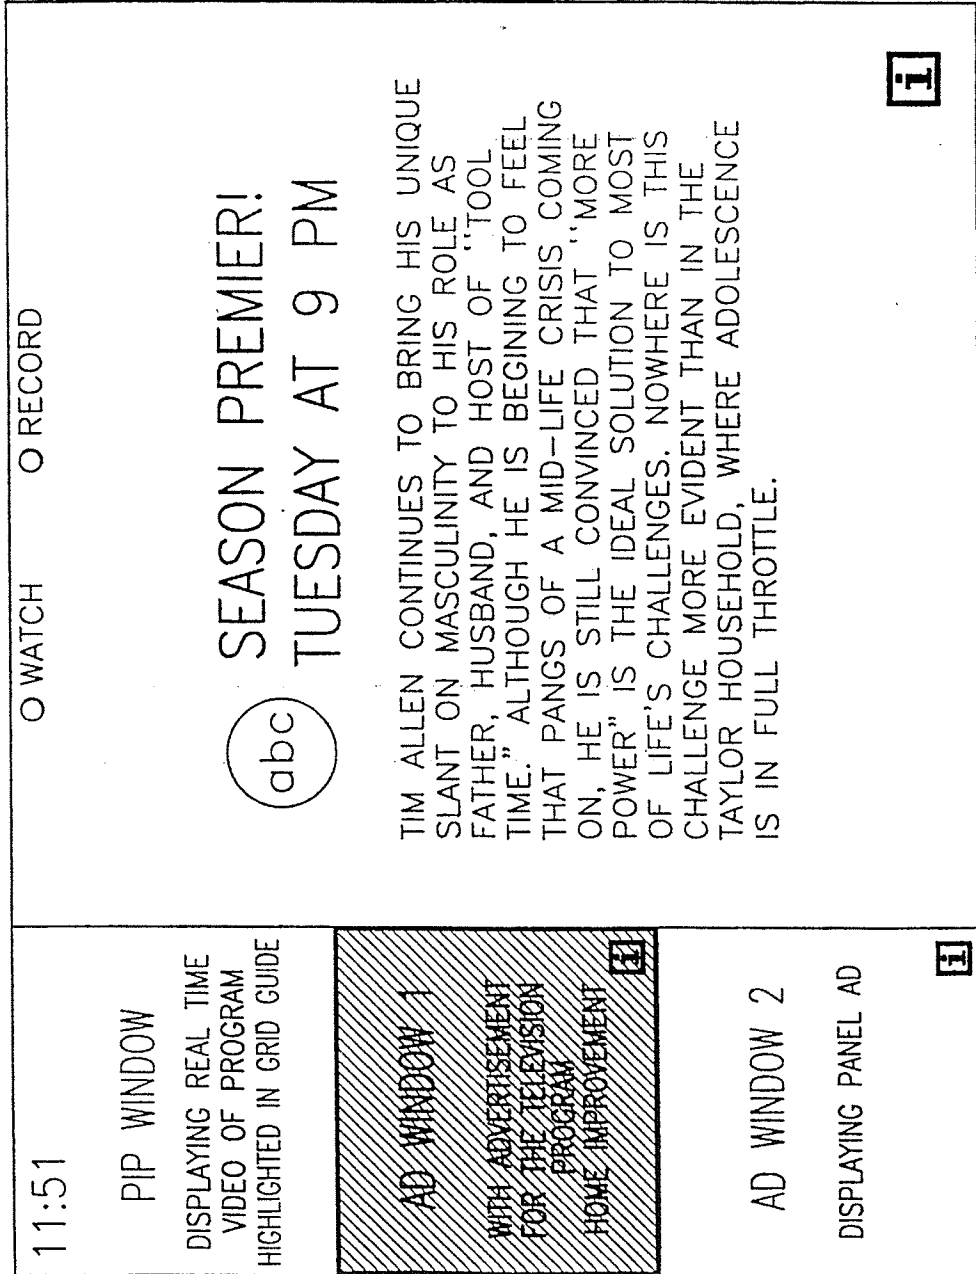 11:51
PIP WINDOW
DISPLAYING REAL TIME
VIDEO OF PROGRAM
HIGHLIGHTED IN GRID GUIDE
AD WINDOW 1
WITH ADVERTISEMENT
FOR THE TELEVISION
PROGRAM
HOME IMPROVEMENT
i
AD WINDOW 2
DISPLAYING PANEL AD
i
O WATCH O RECORD
abc
SEASON PREMIER!
TUESDAY AT 9 PM
TIM ALLEN CONTINUES TO BRING HIS UNIQUE
SLANT ON MASCULINITY TO HIS ROLE AS
FATHER, HUSBAND, AND HOST OF "TOOL
TIME." ALTHOUGH HE IS BEGINING TO FEEL
THAT PANGS OF A MID-LIFE CRISIS COMING
ON, HE IS STILL CONVINCED THAT "MORE
POWER" IS THE IDEAL SOLUTION TO MOST
OF LIFE'S CHALLENGES. NOWHERE IS THIS
CHALLENGE MORE EVIDENT THAN IN THE
TAYLOR HOUSEHOLD, WHERE ADOLESCENCE
IS IN FULL THROTTLE.
i